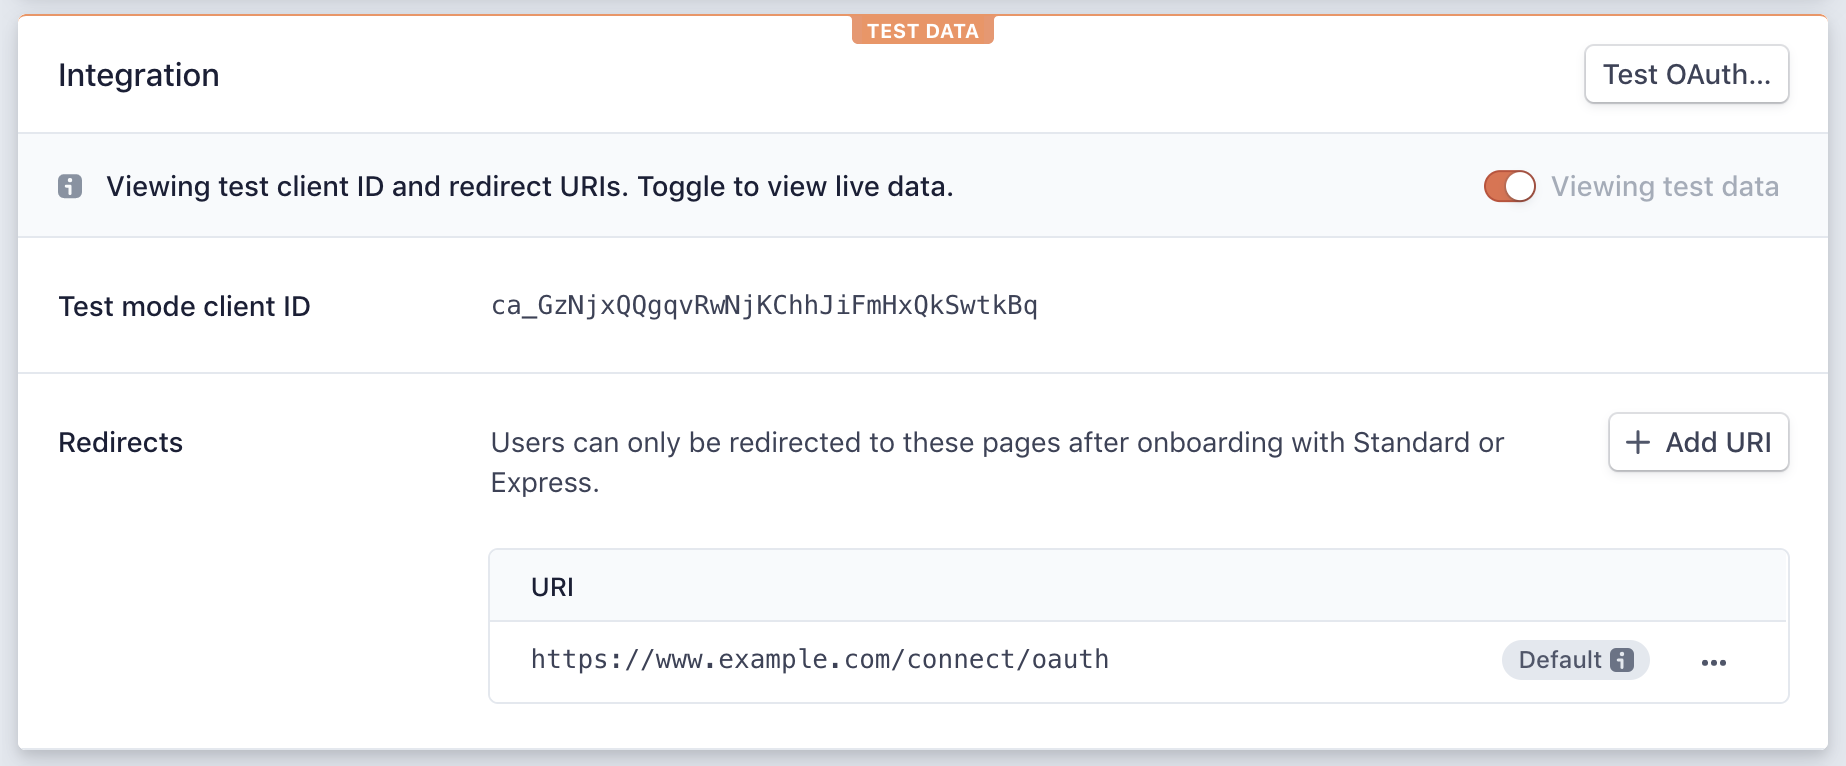 TEST DATA
Integration
Test OAuth...
Viewing test client ID and redirect URIs. Toggle to view live data.
Viewing test data
Test mode client ID
ca_GzNjxQQgqvRwNjKChhJiFmHxQkSwtkBq
Redirects
Users can only be redirected to these pages after onboarding with Standard or
Express.
+ Add URI
URI
https://www.example.com/connect/oauth
Default